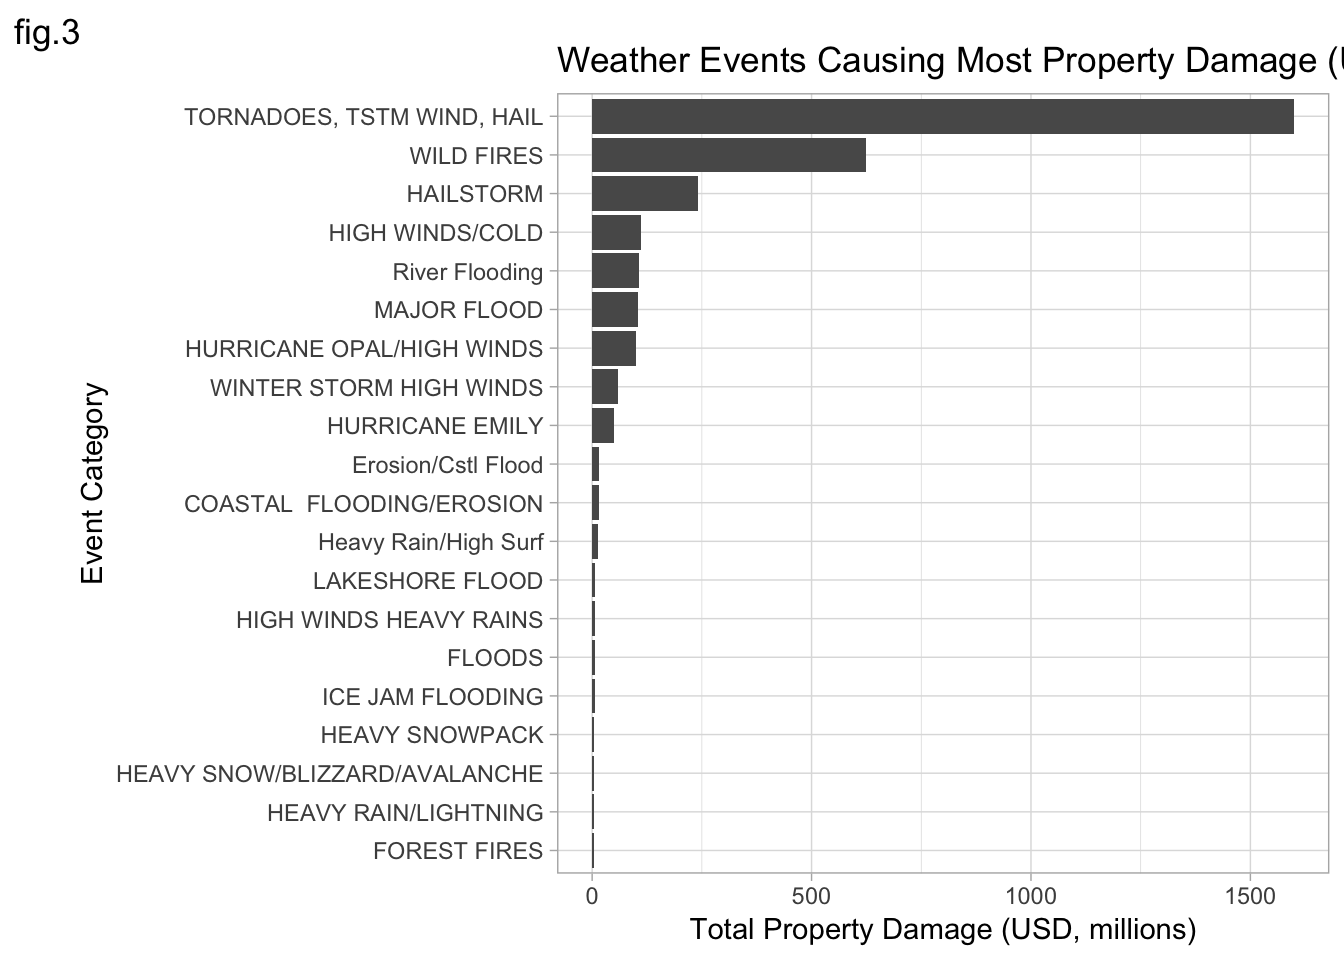 fig.3
Weather Events Causing Most Property Damage (
TORNADOES, TSTM WIND, HAIL
WILD FIRES
HAILSTORM
HIGH WINDS/COLD
River Flooding
MAJOR FLOOD
HURRICANE OPAL/HIGH WINDS
WINTER STORM HIGH WINDS
HURRICANE EMILY
Erosion/Cstl Flood
COASTAL  FLOODING/EROSION
Heavy Rain/High Surf
LAKESHORE FLOOD
HIGH WINDS HEAVY RAINS
FLOODS
ICE JAM FLOODING
HEAVY SNOWPACK
HEAVY SNOW/BLIZZARD/AVALANCHE
HEAVY RAIN/LIGHTNING
FOREST FIRES
Event Category
0 500 1000 1500
Total Property Damage (USD, millions)